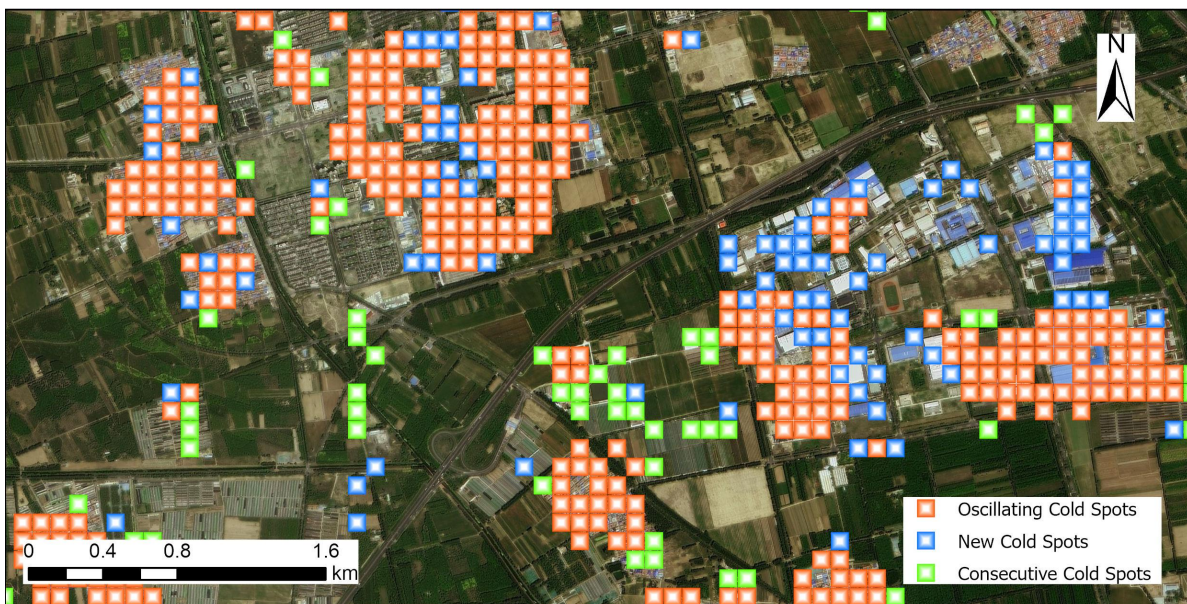 N
Oscillating Cold Spots
New Cold Spots
Consecutive Cold Spots
0 0.4 0.8 1.6
km